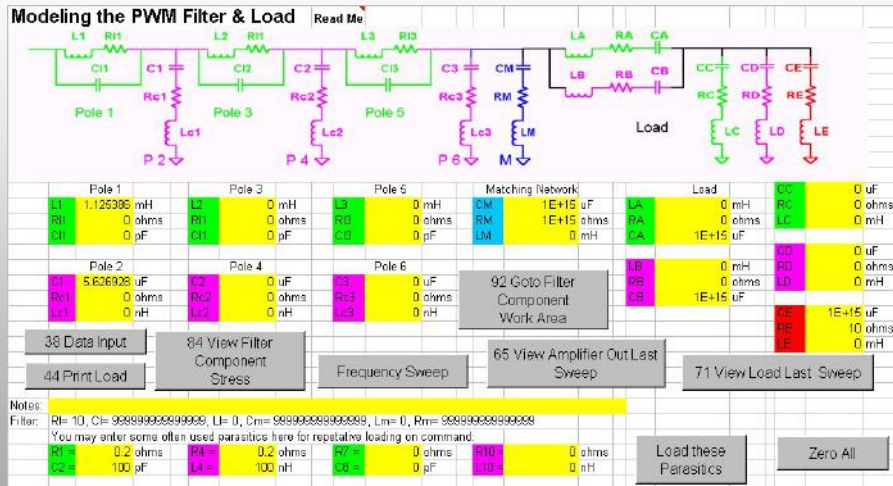 Modeling the PWM Filter & Load Read Me
L1 Rl1 L2 Rl1 L3 Rl3 LA RA CA
Cl1 C1 Cl2 C2 Cl3 C3 CM LB RB CB CC CD CE
Pole 1 Rc1 Pole 3 Rc2 Pole 5 Rc3 RM Load RC RD RE
Lc1 Lc2 Lc3 LM LC LD LE
P 2 P 4 P 6 M
Pole 1 Pole 3 Pole 5 Matching Network Load CC 0 uF
L1 1.125386 mH L2 0 mH L3 0 mH CM 1E+15 uF LA 0 mH RC 0 ohms
Rl1 0 ohms Rl1 0 ohms Rl3 0 ohms RM 1E+15 ohms RA 0 ohms LC 0 mH
Cl1 0 pF Cl1 0 pF Cl3 0 pF LM 0 mH CA 1E+15 uF
CD 0 uF
Pole 2 Pole 4 Pole 6 LB 0 mH RD 0 ohms
C1 5.626928 uF C2 0 uF C3 0 uF RB 0 ohms LD 0 mH
Rc1 0 ohms Rc2 0 ohms Rc3 0 ohms CB 1E+15 uF
Lc1 0 nH Lc2 0 nH Lc3 0 nH CE 1E+15 uF
RE 10 ohms
LE 0 mH
92 Goto Filter
Component
Work Area
38 Data Input
84 View Filter
Component
Stress
Frequency Sweep
65 View Amplifier Out Last
Sweep
71 View Load Last Sweep
44 Print Load
Notes:
Filter: Rl= 10, Cl= 999999999999999, Ll= 0, Cm= 999999999999999, Lm= 0, Rm= 999999999999999
You may enter some often used parasitics here for repetative loading on command.
R1 = 0.2 ohms R4 = 0.2 ohms R7 = 0 ohms R10 = 0 ohms
C2 = 100 pF L4 = 100 nH C8 = 0 pF L10 = 0 nH
Load these
Parasitics
Zero All